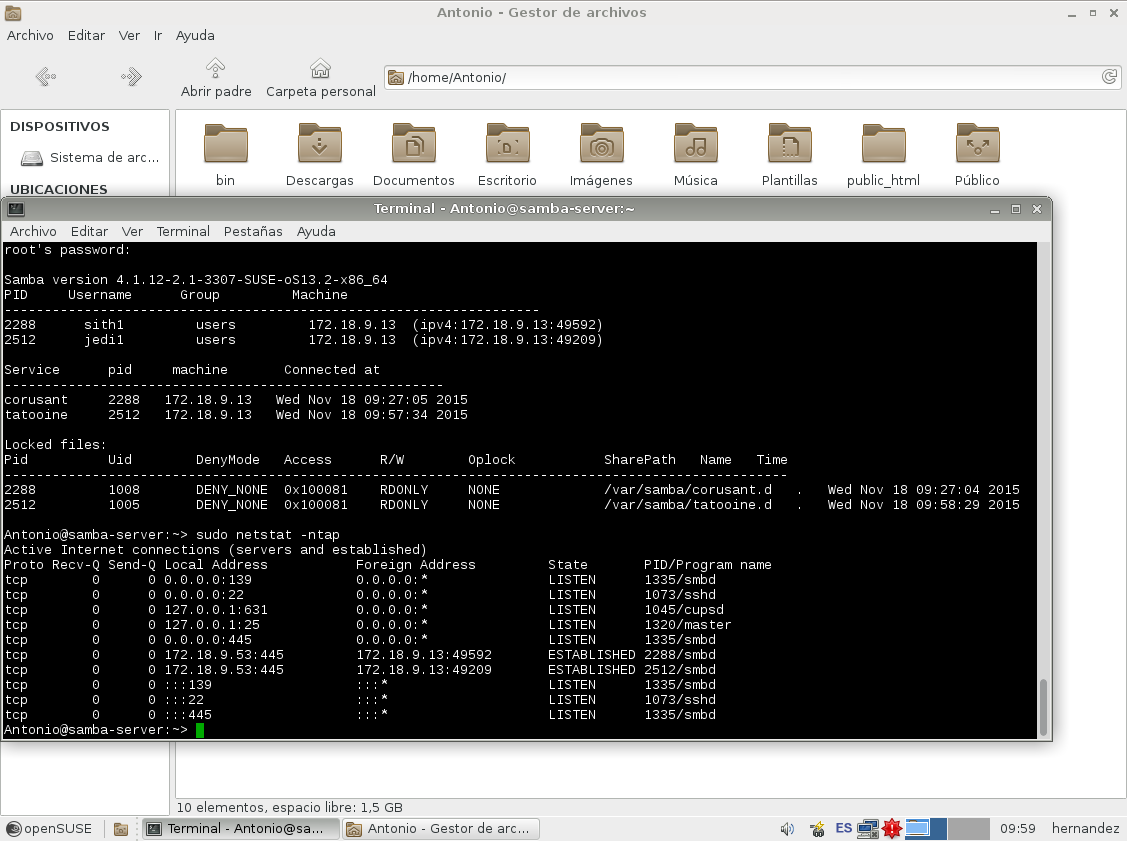 Antonio - Gestor de archivos
Archivo Editar Ver Ir Ayuda
Abrir padre Carpeta personal /home/Antonio/
DISPOSITIVOS
Sistema de arc...
UBICACIONES
bin Descargas Documentos Escritorio Imágenes Música Plantillas public_html Público
Terminal - Antonio@samba-server:~
Archivo Editar Ver Terminal Pestañas Ayuda
root's password:
Samba version 4.1.12-2.1-3307-SUSE-oS13.2-x86_64
PID     Username      Group         Machine
-------------------------------------------------------------------
2288      sith1         users         172.18.9.13  (ipv4:172.18.9.13:49592)
2512      jedi1         users         172.18.9.13  (ipv4:172.18.9.13:49209)
Service      pid     machine       Connected at
-------------------------------------------------------
corusant     2288   172.18.9.13   Wed Nov 18 09:27:05 2015
tatooine     2512   172.18.9.13   Wed Nov 18 09:57:34 2015
Locked files:
Pid          Uid        DenyMode   Access      R/W        Oplock           SharePath   Name   Time
--------------------------------------------------------------------------------------------------
2288         1008       DENY_NONE  0x100081    RDONLY     NONE             /var/samba/corusant.d   .   Wed Nov 18 09:27:04 2015
2512         1005       DENY_NONE  0x100081    RDONLY     NONE             /var/samba/tatooine.d   .   Wed Nov 18 09:58:29 2015
Antonio@samba-server:~> sudo netstat -ntap
Active Internet connections (servers and established)
Proto Recv-Q Send-Q Local Address           Foreign Address         State       PID/Program name
tcp        0      0 0.0.0.0:139             0.0.0.0:*               LISTEN      1335/smbd
tcp        0      0 0.0.0.0:22              0.0.0.0:*               LISTEN      1073/sshd
tcp        0      0 127.0.0.1:631           0.0.0.0:*               LISTEN      1045/cupsd
tcp        0      0 127.0.0.1:25            0.0.0.0:*               LISTEN      1320/master
tcp        0      0 0.0.0.0:445             0.0.0.0:*               LISTEN      1335/smbd
tcp        0      0 172.18.9.53:445         172.18.9.13:49592       ESTABLISHED 2288/smbd
tcp        0      0 172.18.9.53:445         172.18.9.13:49209       ESTABLISHED 2512/smbd
tcp        0      0 :::139                  :::*                    LISTEN      1335/smbd
tcp        0      0 :::22                   :::*                    LISTEN      1073/sshd
tcp        0      0 :::445                  :::*                    LISTEN      1335/smbd
Antonio@samba-server:~>
10 elementos, espacio libre: 1,5 GB
openSUSE Terminal - Antonio@sa... Antonio - Gestor de arc... ES 09:59 hernandez